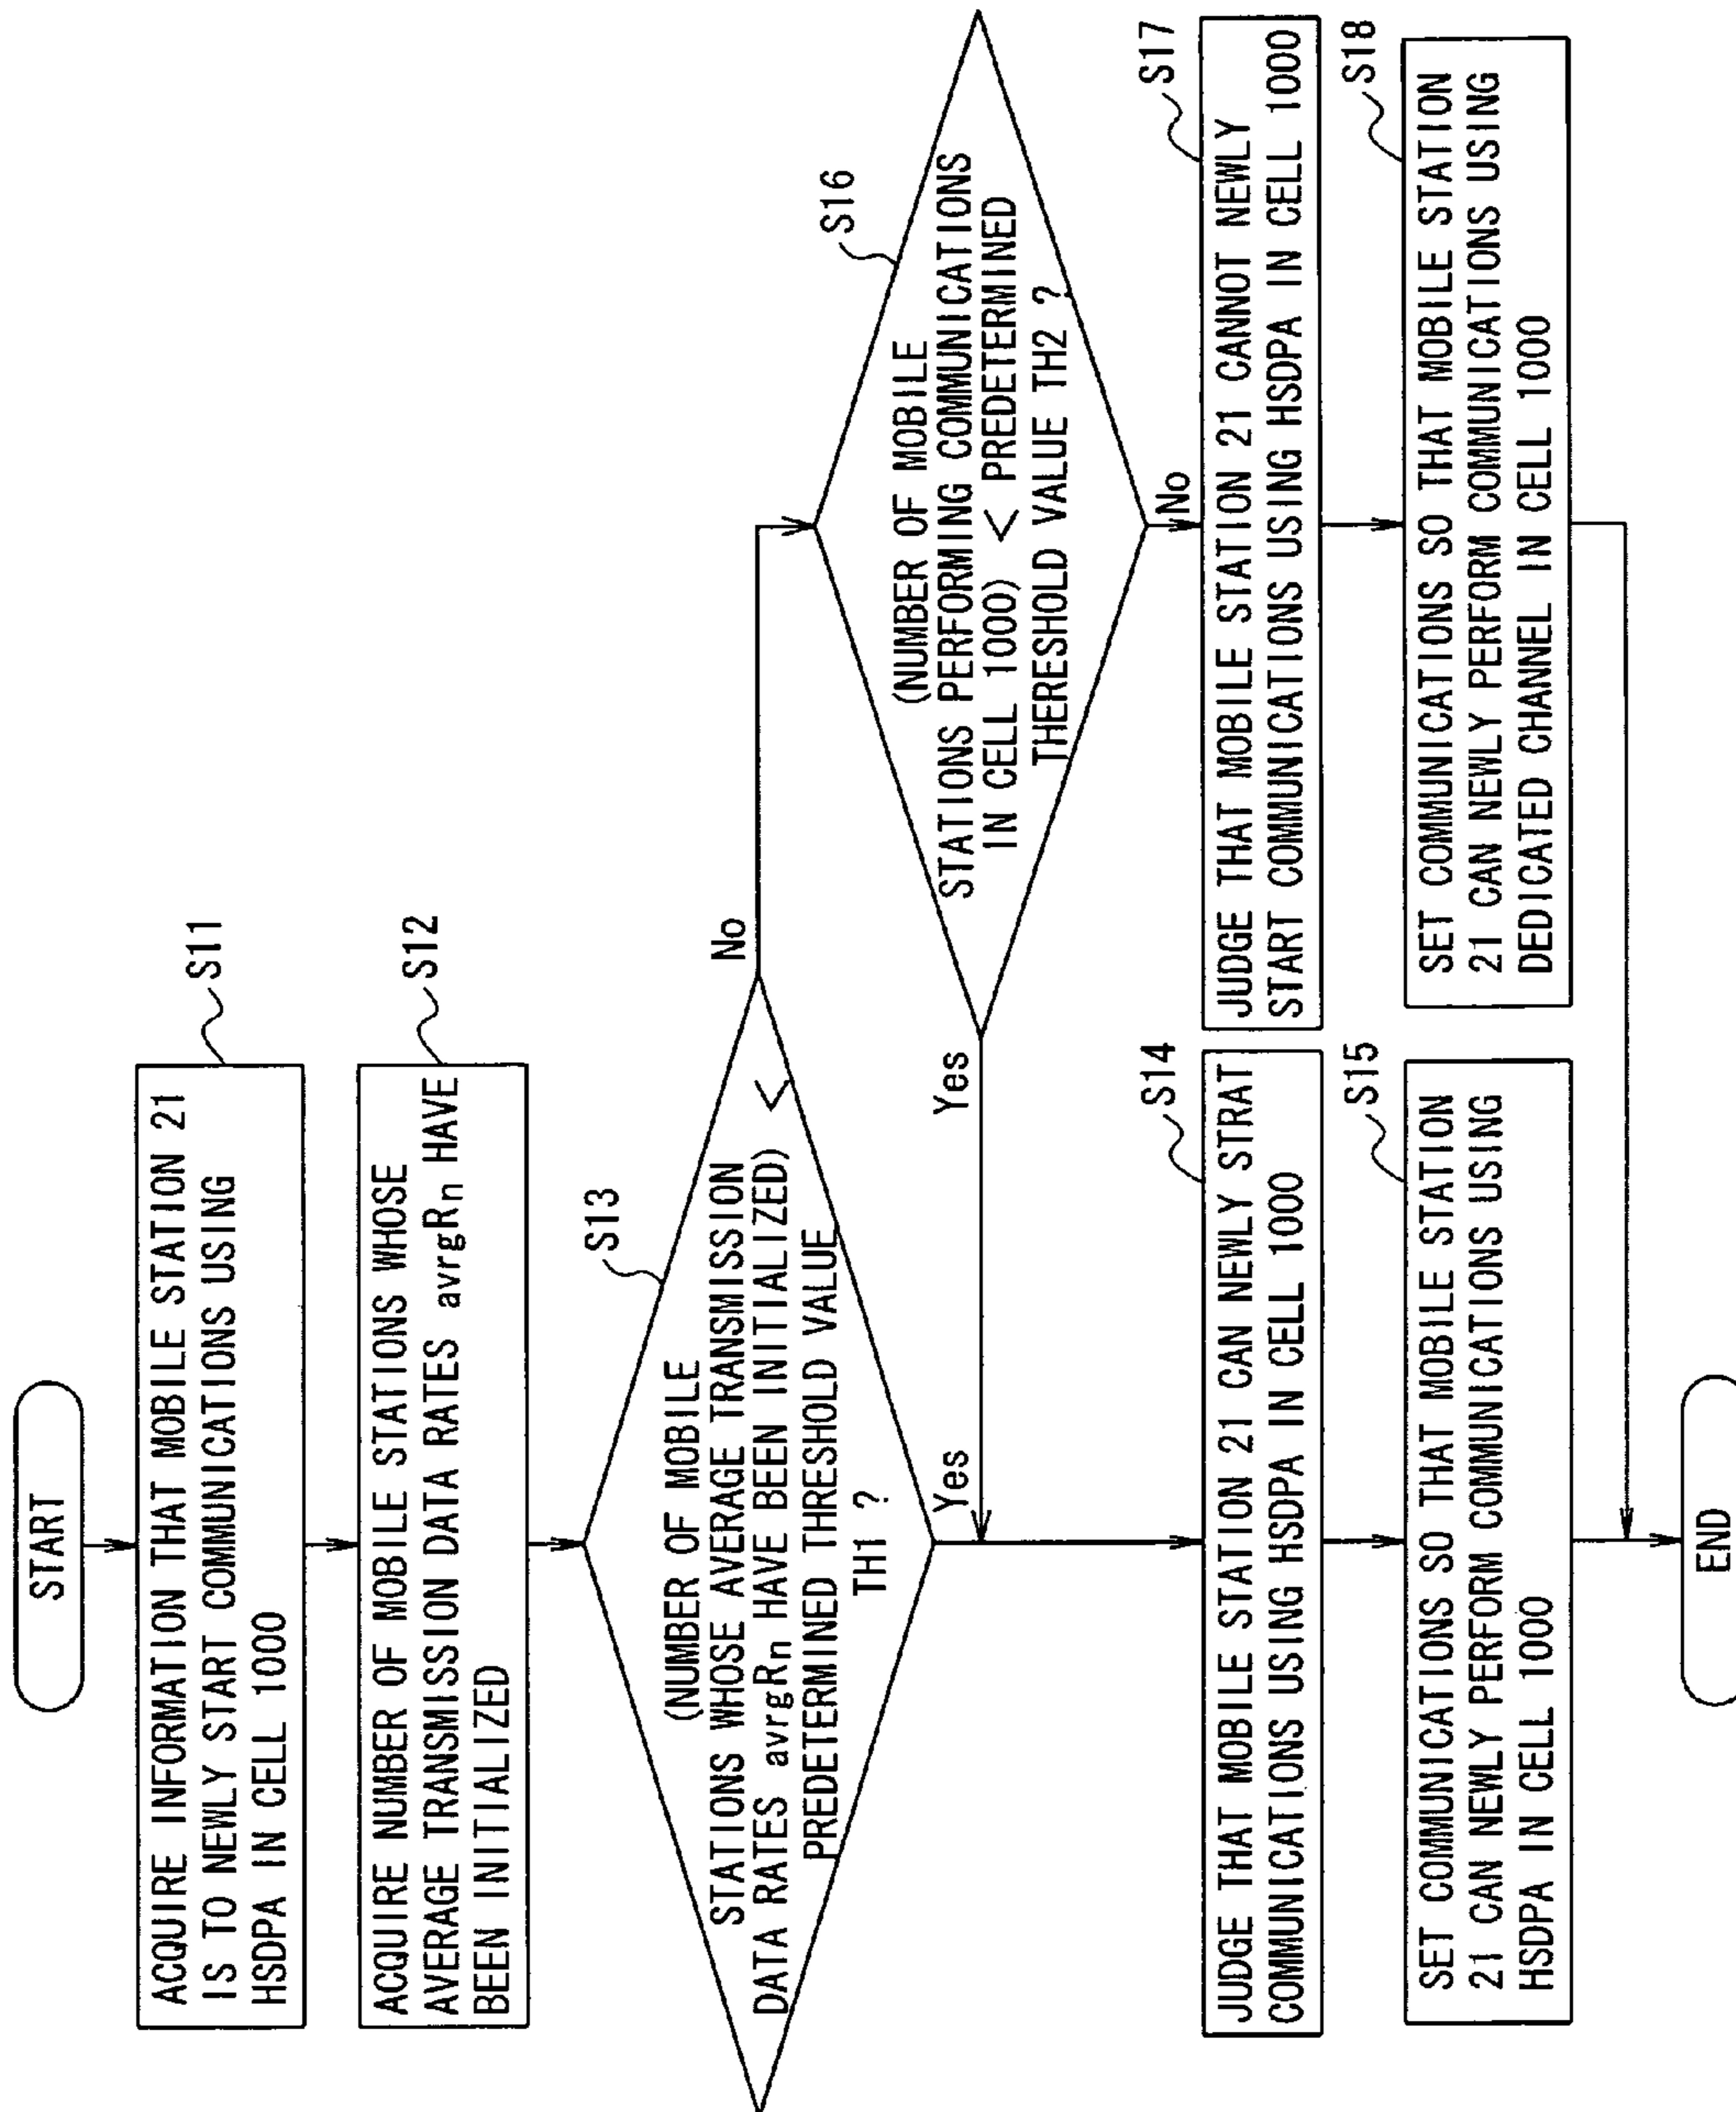 START
ACQUIRE INFORMATION THAT MOBILE STATION 21
IS TO NEWLY START COMMUNICATIONS USING
HSDPA IN CELL 1000
S11
ACQUIRE NUMBER OF MOBILE STATIONS WHOSE
AVERAGE TRANSMISSION DATA RATES avrgRn HAVE
BEEN INITIALIZED
S12
S13
(NUMBER OF MOBILE
STATIONS WHOSE AVERAGE TRANSMISSION
DATA RATES avrgRn HAVE BEEN INITIALIZED) <
PREDETERMINED THRESHOLD VALUE
TH1 ?
No
Yes
S16
(NUMBER OF MOBILE
STATIONS PERFORMING COMMUNICATIONS
IN CELL 1000) < PREDETERMINED
THERESHOLD VALUE TH2 ?
Yes
No
S14
JUDGE THAT MOBILE STATION 21 CAN NEWLY STRAT
COMMUNICATIONS USING HSDPA IN CELL 1000
S15
SET COMMUNICATIONS SO THAT MOBILE STATION
21 CAN NEWLY PERFORM COMMUNICATIONS USING
HSDPA IN CELL 1000
S17
JUDGE THAT MOBILE STATION 21 CANNOT NEWLY
START COMMUNICATIONS USING HSDPA IN CELL 1000
S18
SET COMMUNICATIONS SO THAT MOBILE STATION
21 CAN NEWLY PERFORM COMMUNICATIONS USING
DEDICATED CHANNEL IN CELL 1000
END